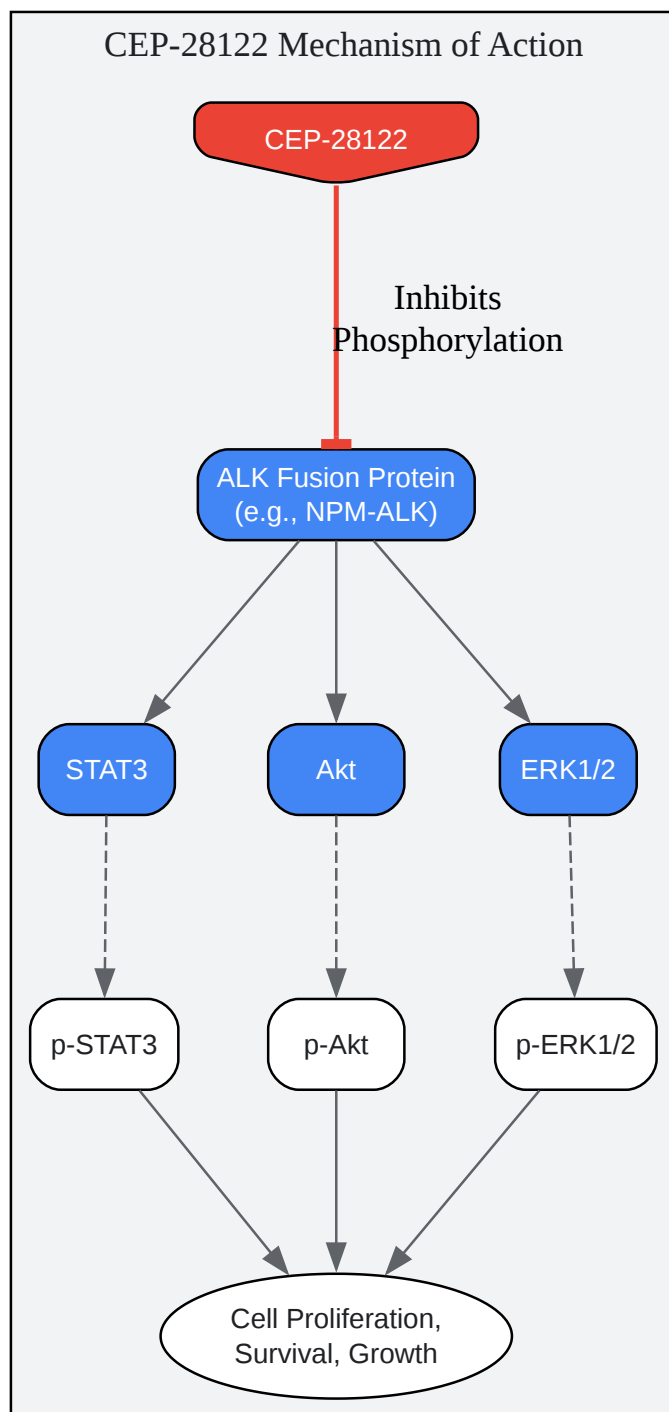 CEP-28122 Mechanism of Action
CEP-28122
Inhibits
Phosphorylation
ALK Fusion Protein
(e.g., NPM-ALK)
STAT3
Akt
ERK1/2
p-STAT3
p-Akt
p-ERK1/2
Cell Proliferation,
Survival, Growth